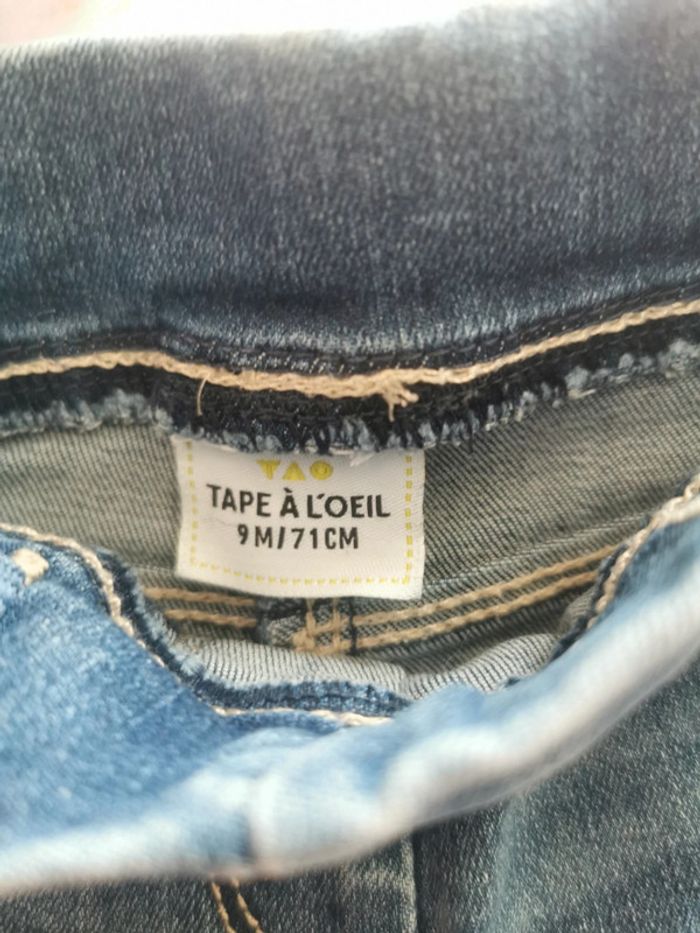 TAO
TAPE À L'OEIL
9M/71CM